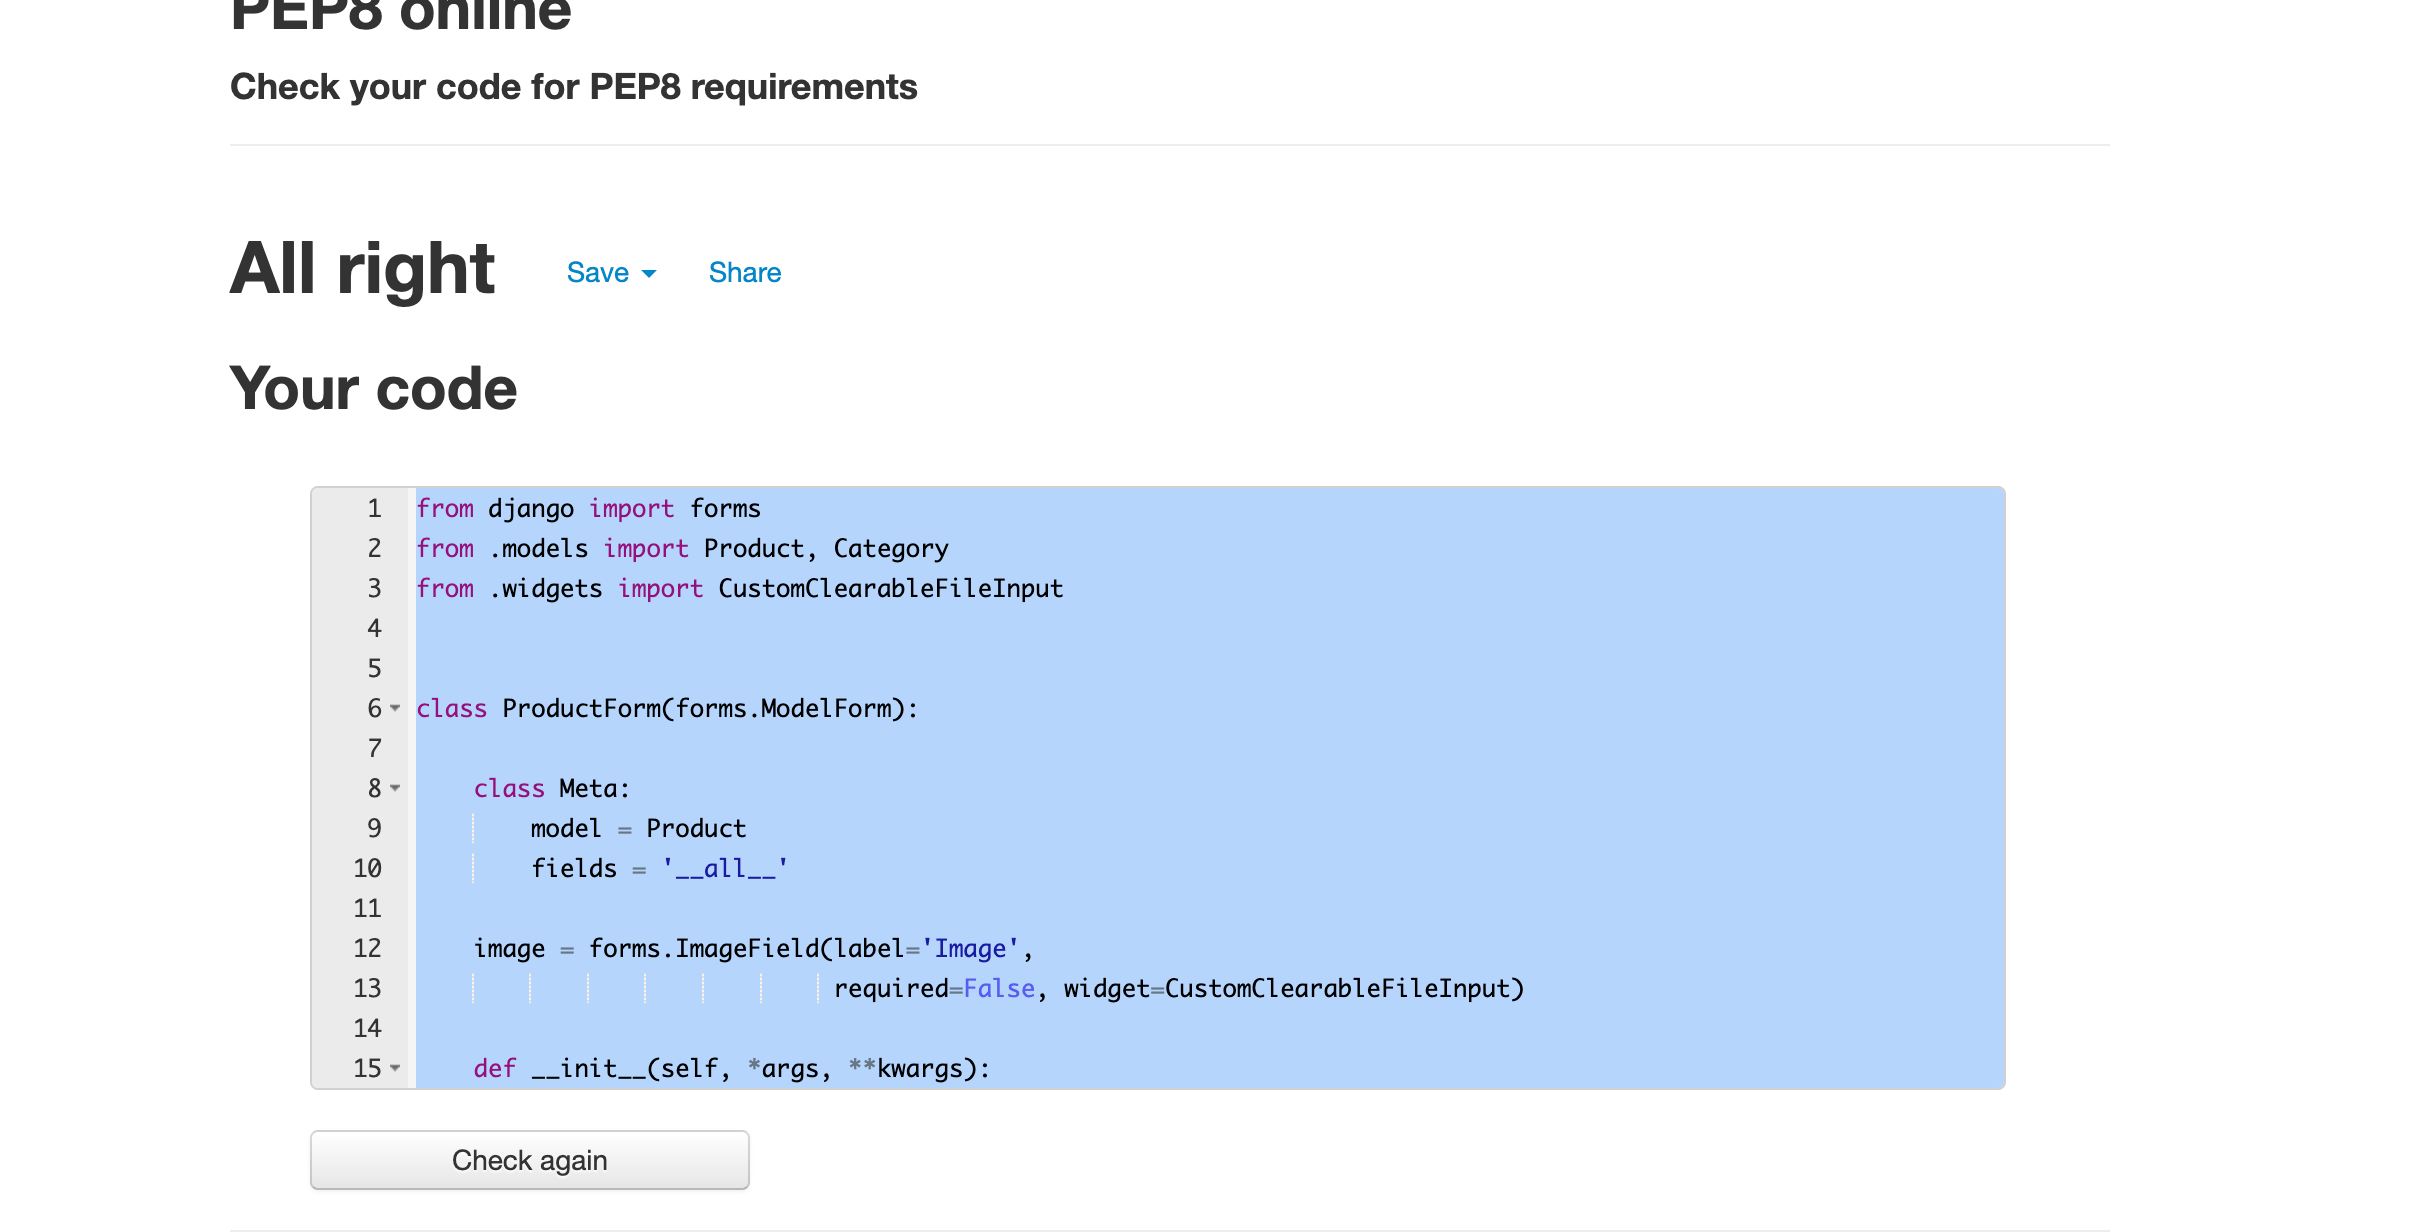 PEP8 online
Check your code for PEP8 requirements
All right Save Share
Your code
1 from django import forms
2 from .models import Product, Category
3 from .widgets import CustomClearableFileInput
4
5
6 class ProductForm(forms.ModelForm):
7
8     class Meta:
9         model = Product
10         fields = '__all__'
11
12     image = forms.ImageField(label='Image',
13                              required=False, widget=CustomClearableFileInput)
14
15     def __init__(self, *args, **kwargs):
Check again